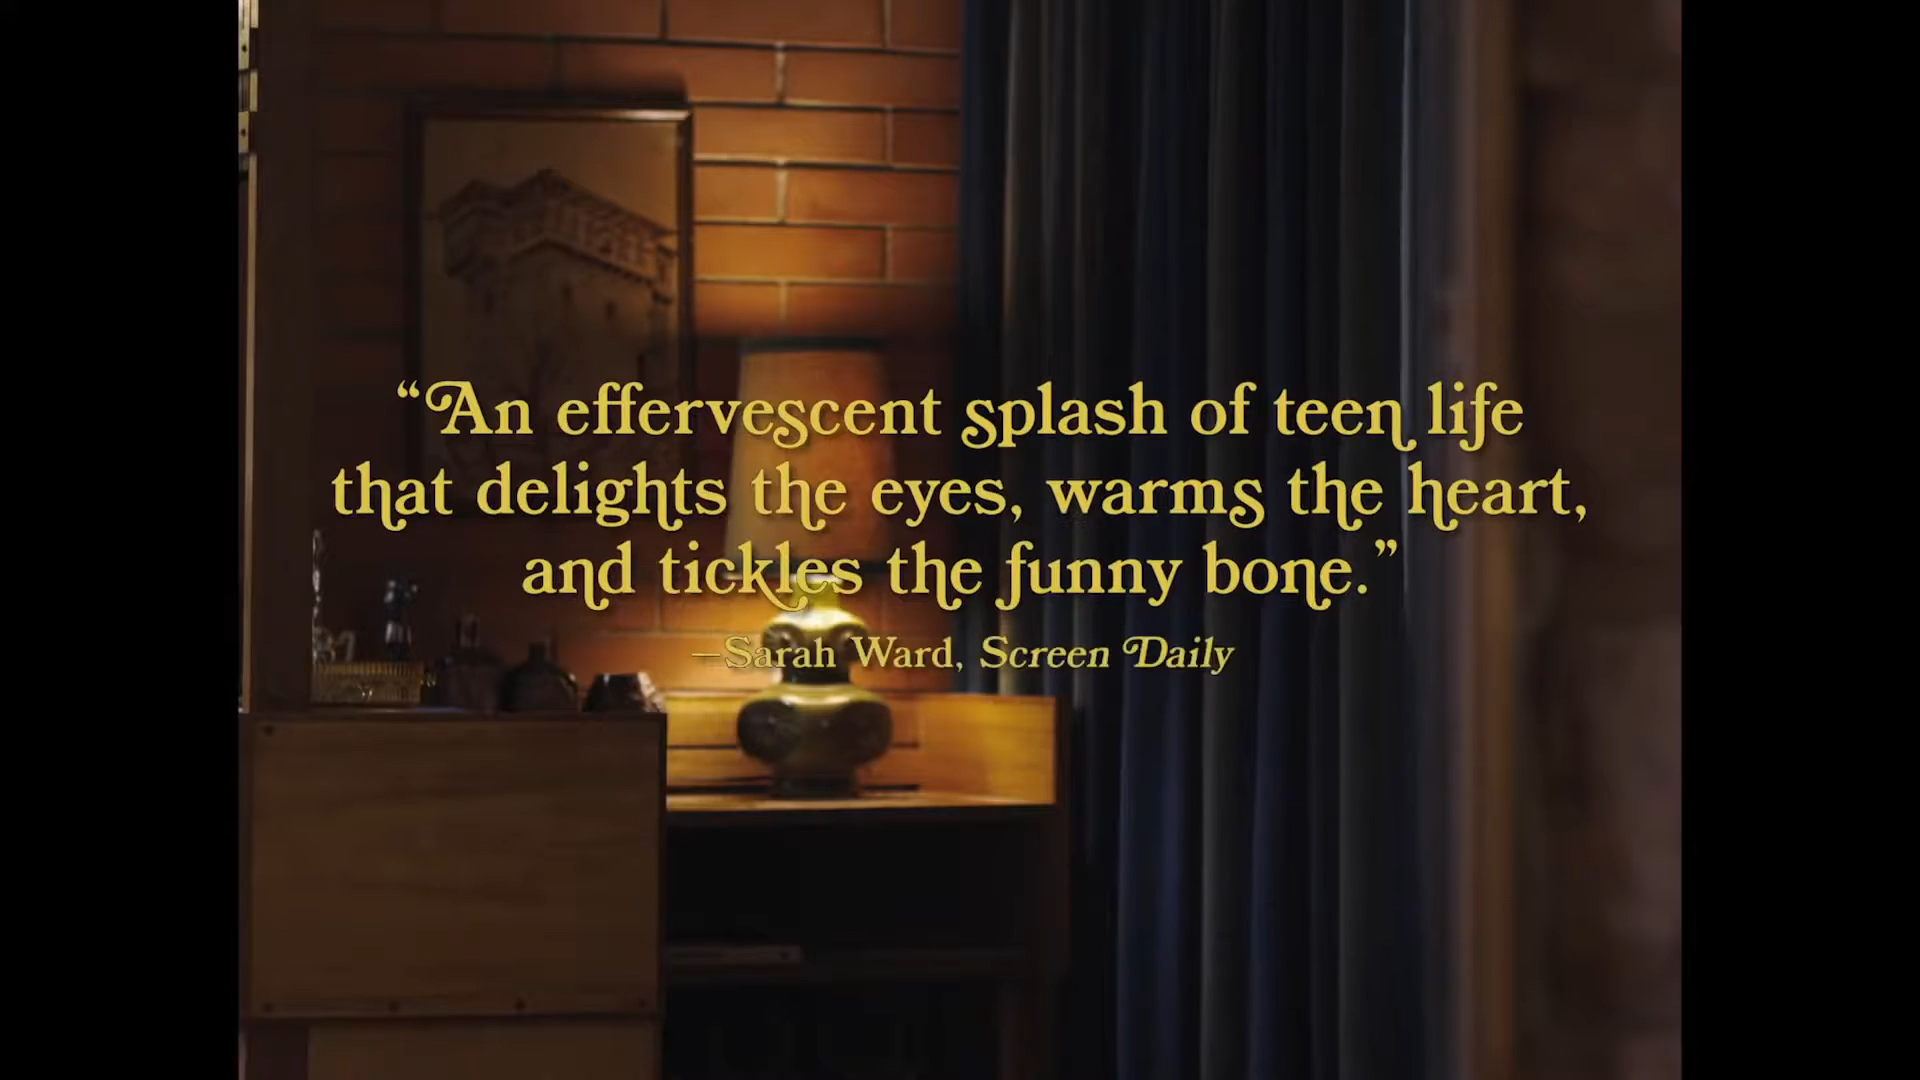 “An effervescent splash of teen life
that delights the eyes, warms the heart,
and tickles the funny bone.”
—Sarah Ward, Screen Daily